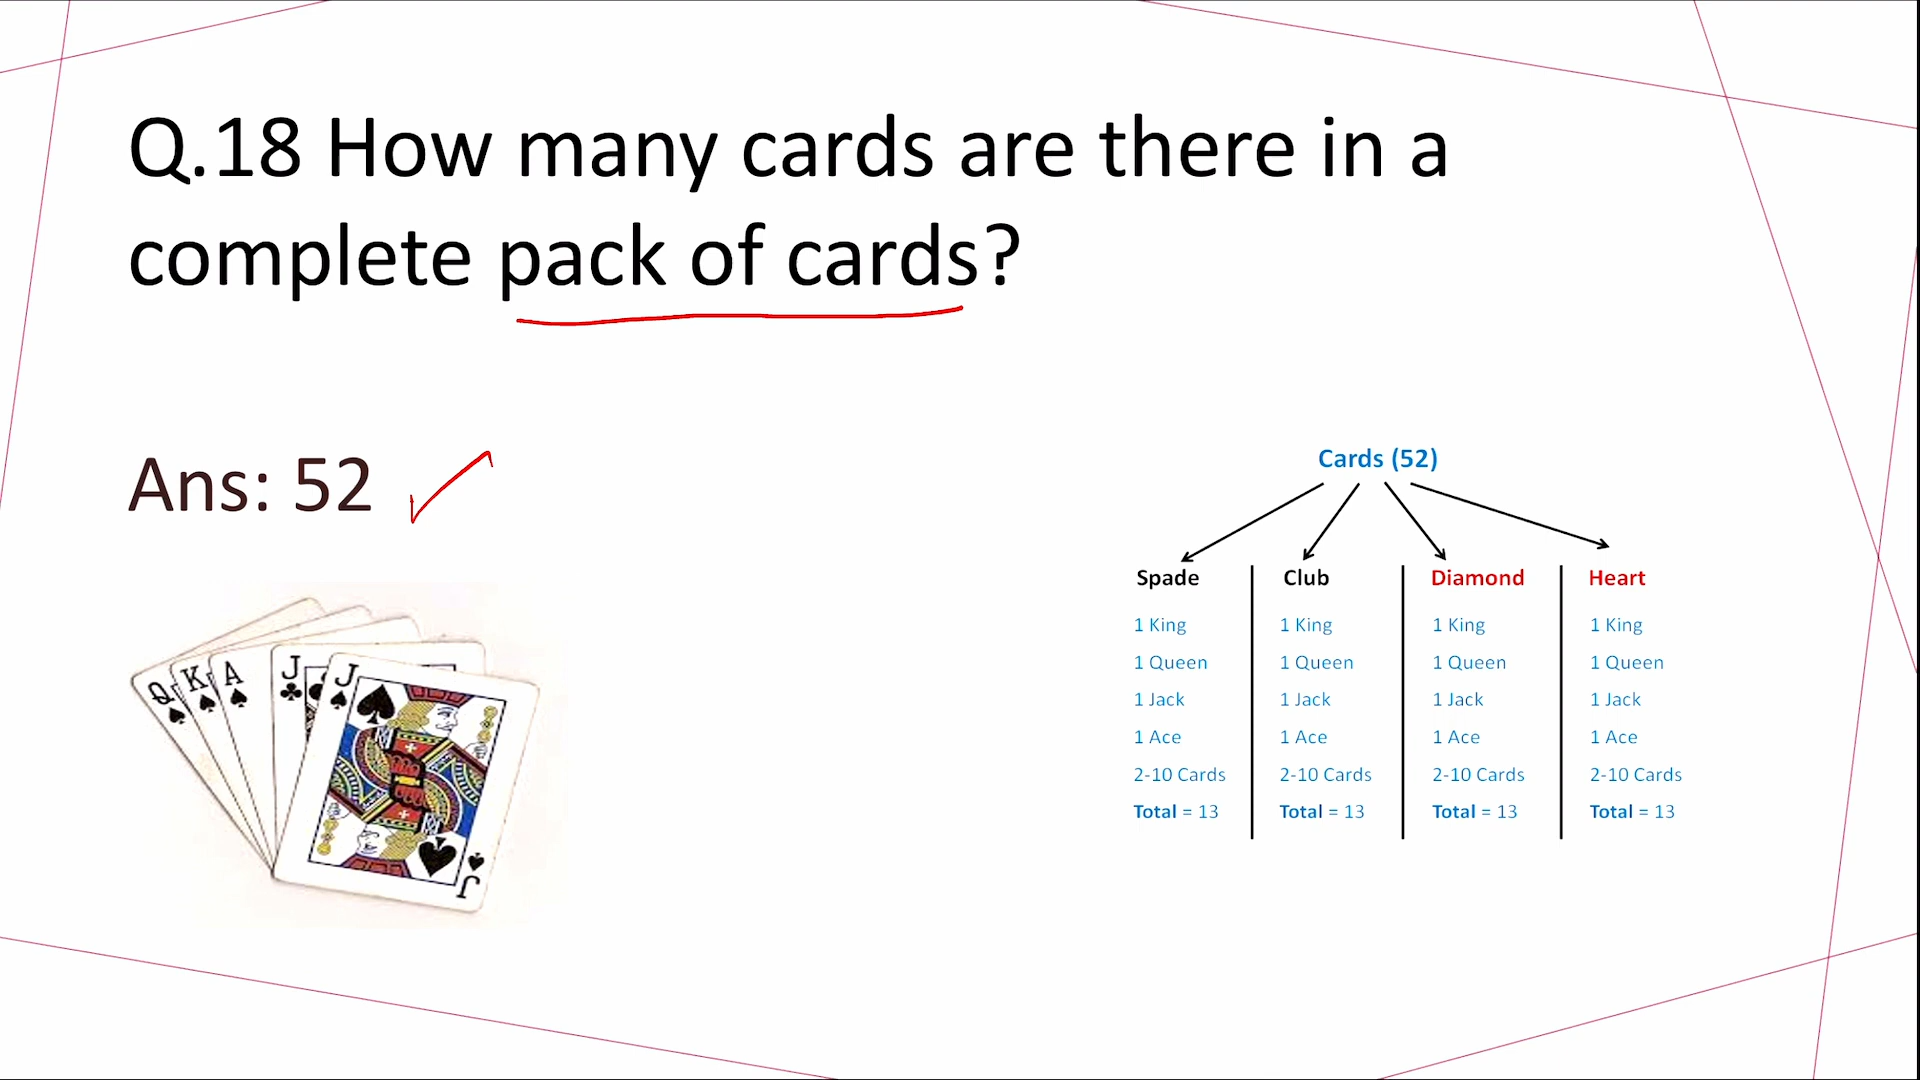 Q.18 How many cards are there in a
complete pack of cards?
Ans: 52
Q K A J J
J
Cards (52)
Spade Club Diamond Heart
1 King 1 King 1 King 1 King
1 Queen 1 Queen 1 Queen 1 Queen
1 Jack 1 Jack 1 Jack 1 Jack
1 Ace 1 Ace 1 Ace 1 Ace
2-10 Cards 2-10 Cards 2-10 Cards 2-10 Cards
Total = 13 Total = 13 Total = 13 Total = 13